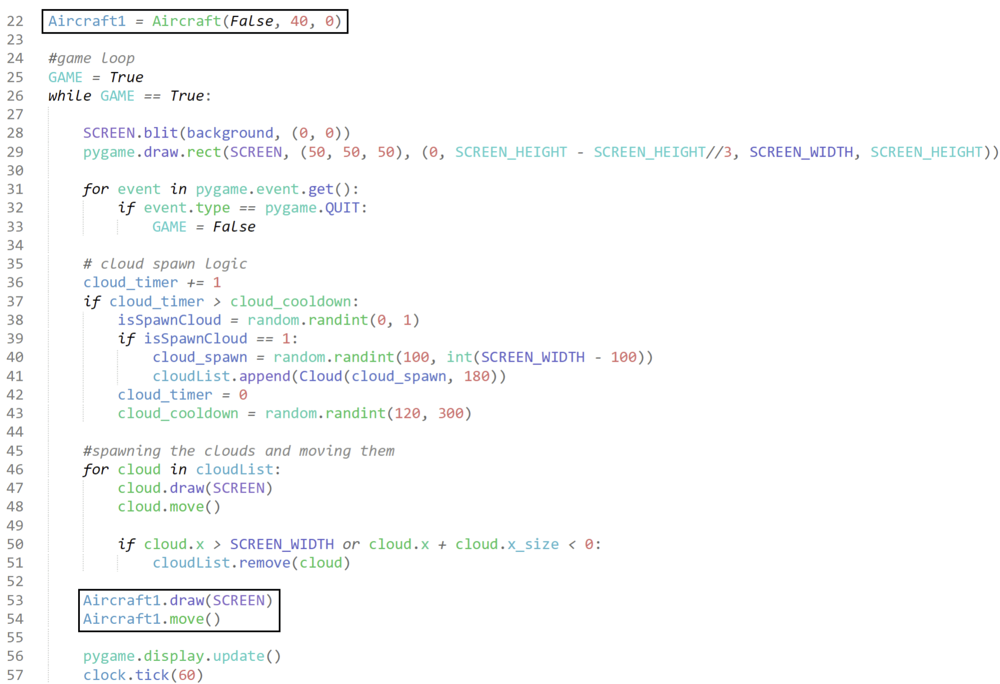 22 Aircraft1 = Aircraft(False, 40, 0)
23
24 #game loop
25 GAME = True
26 while GAME == True:
27
28 SCREEN.blit(background, (0, 0))
29 pygame.draw.rect(SCREEN, (50, 50, 50), (0, SCREEN_HEIGHT - SCREEN_HEIGHT//3, SCREEN_WIDTH, SCREEN_HEIGHT))
30
31 for event in pygame.event.get():
32 if event.type == pygame.QUIT:
33 GAME = False
34
35 # cloud spawn logic
36 cloud_timer += 1
37 if cloud_timer > cloud_cooldown:
38 isSpawnCloud = random.randint(0, 1)
39 if isSpawnCloud == 1:
40 cloud_spawn = random.randint(100, int(SCREEN_WIDTH - 100))
41 cloudList.append(Cloud(cloud_spawn, 180))
42 cloud_timer = 0
43 cloud_cooldown = random.randint(120, 300)
44
45 #spawning the clouds and moving them
46 for cloud in cloudList:
47 cloud.draw(SCREEN)
48 cloud.move()
49
50 if cloud.x > SCREEN_WIDTH or cloud.x + cloud.x_size < 0:
51 cloudList.remove(cloud)
52
53 Aircraft1.draw(SCREEN)
54 Aircraft1.move()
55
56 pygame.display.update()
57 clock.tick(60)